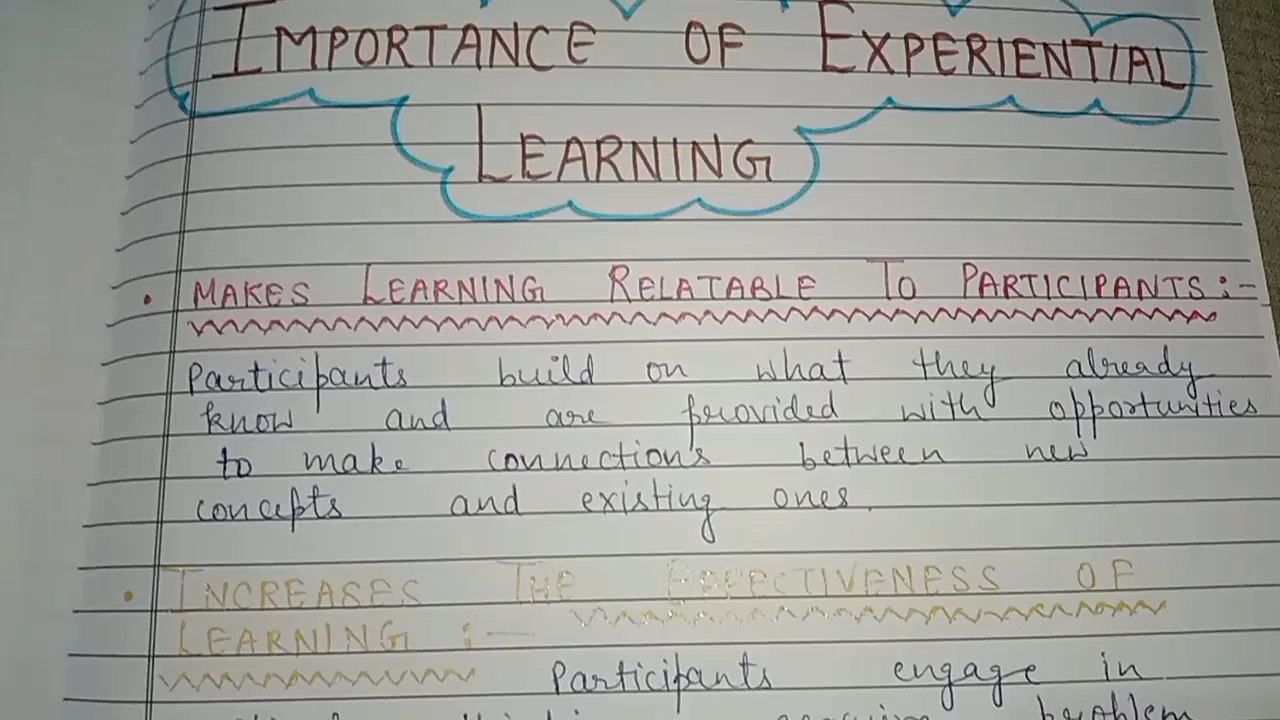 IMPORTANCE OF EXPERIENTIAL
LEARNING
• MAKES LEARNING RELATABLE TO PARTICIPANTS :-
Participants build on what they already
know and are provided with opportunities
to make connections between new
concepts and existing ones.
• INCREASES THE EFFECTIVENESS OF
LEARNING :-
Participants engage in
problem